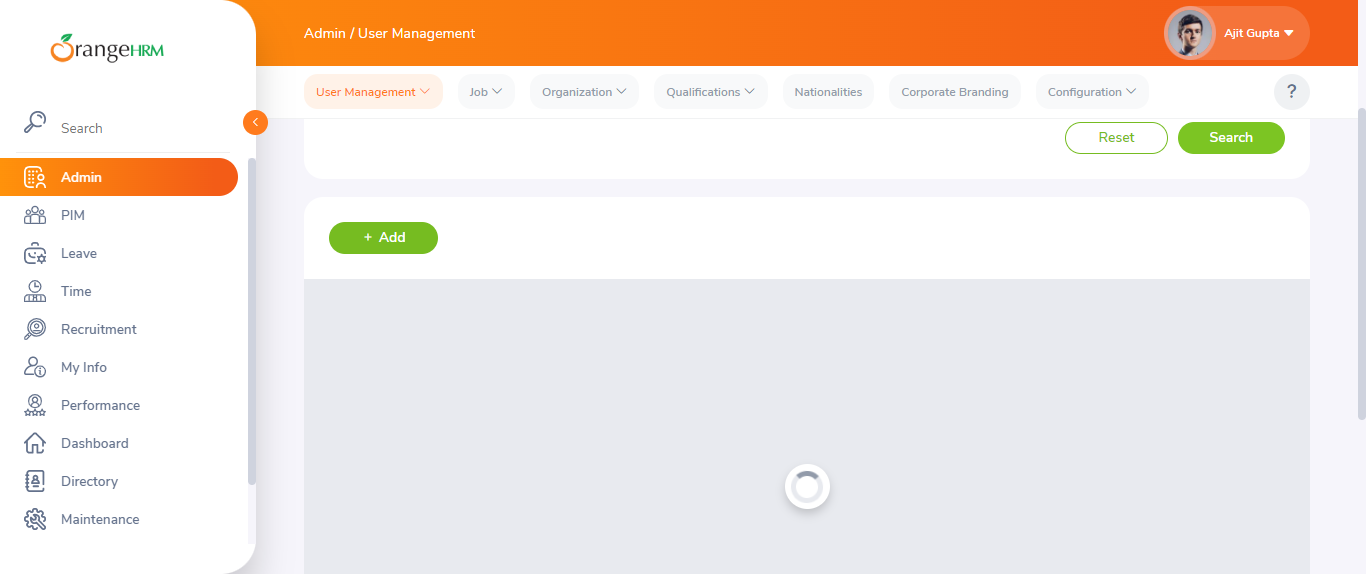 OrangeHRM
Admin / User Management
Ajit Gupta
User Management
Job
Organization
Qualifications
Nationalities
Corporate Branding
Configuration
?
Search
Admin
PIM
Leave
Time
Recruitment
My Info
Performance
Dashboard
Directory
Maintenance
Reset
Search
+ Add